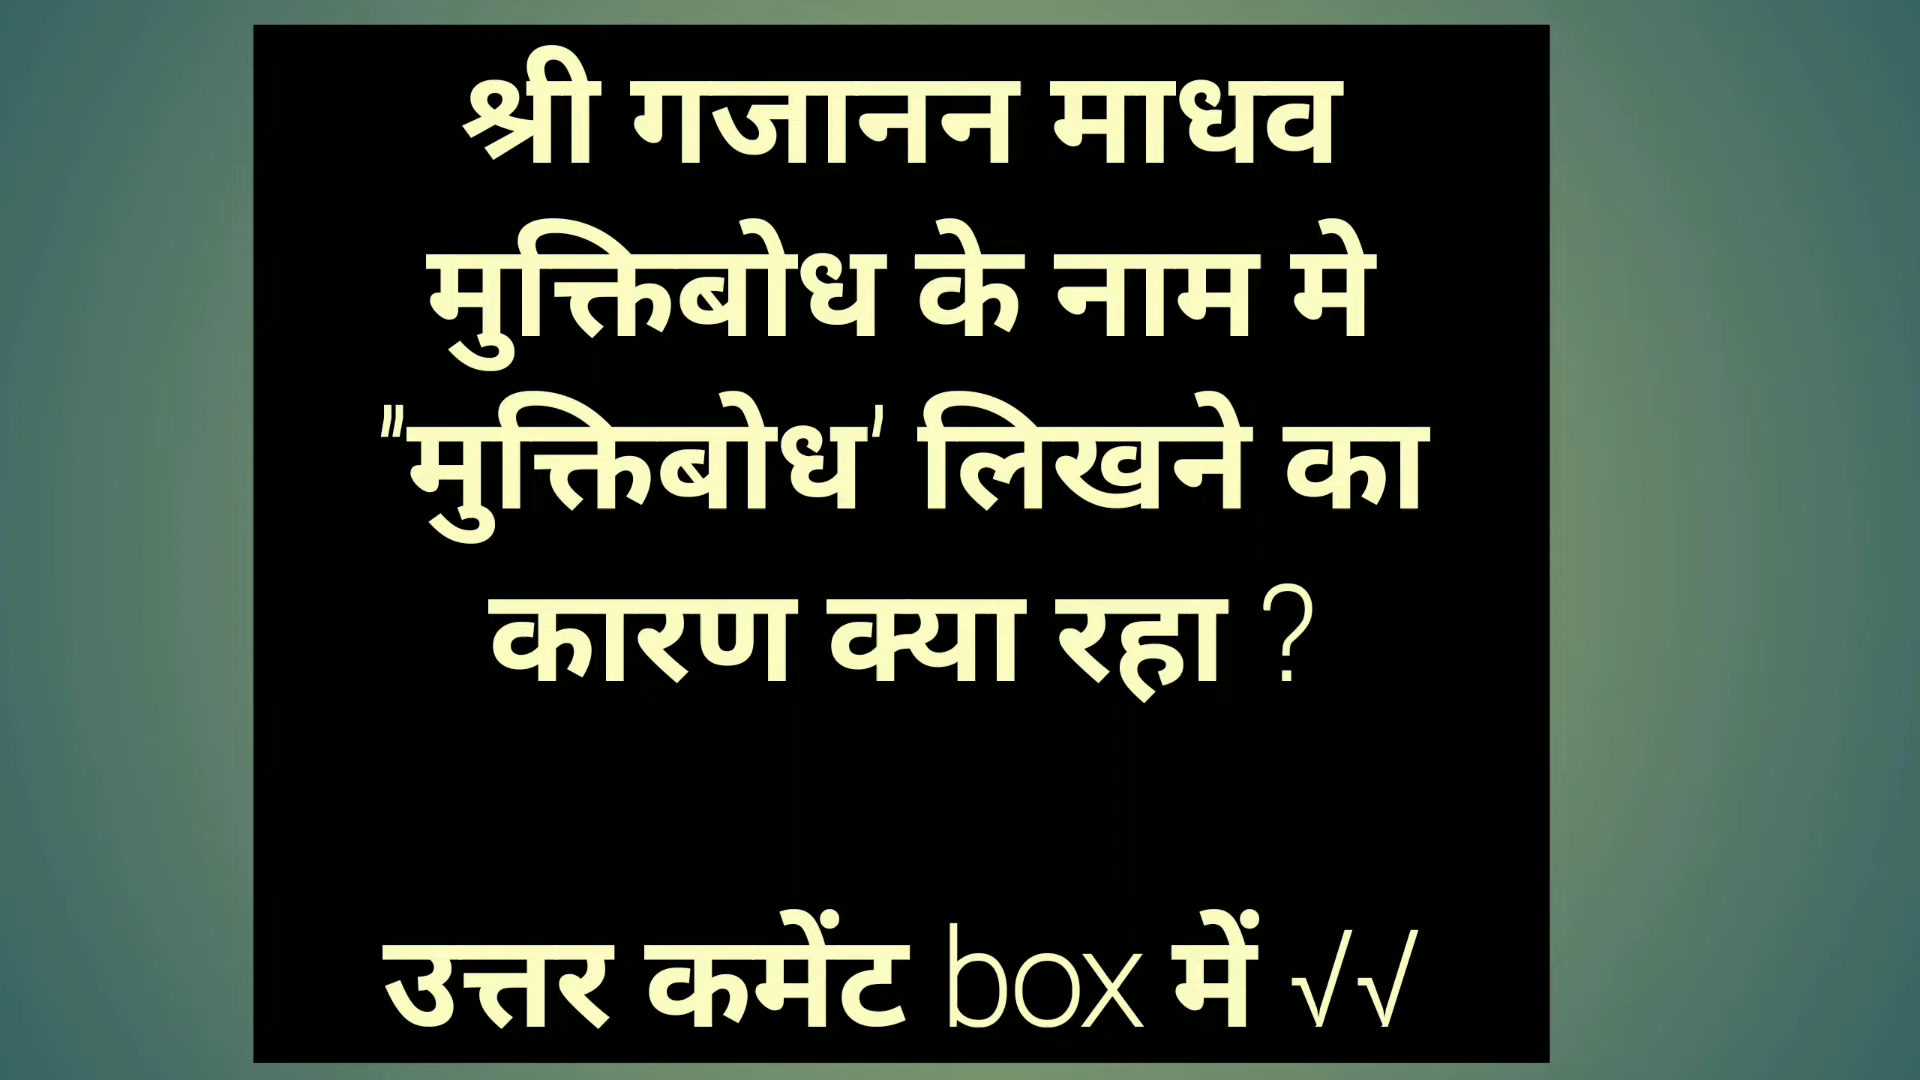 श्री गजानन माधव
मुक्तिबोध के नाम मे
"मुक्तिबोध' लिखने का
कारण क्या रहा ?
उत्तर कमेंट box में √√